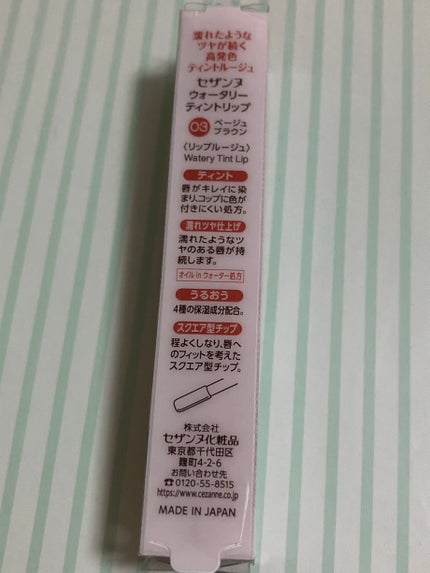 濡れたような
ツヤが続く
高発色
ティントルージュ
セザンヌ
ウォータリー
ティントリップ
03 ベージュ
ブラウン
〈リップルージュ〉
Watery Tint Lip
ティント
唇がキレイに染
まり、コップに色が
付きにくい処方。
濡れツヤ仕上げ
濡れたようなツ
ヤのある唇が持
続します。
オイル in ウォーター処方
うるおう
4種の保湿成分配合。
スクエア型チップ
程よくしなり、唇へ
のフィットを考えた
スクエア型チップ。
株式会社
セザンヌ化粧品
東京都千代田区
麹町4-2-6
お問い合わせ先
☎0120-55-8515
https://www.cezanne.co.jp
MADE IN JAPAN